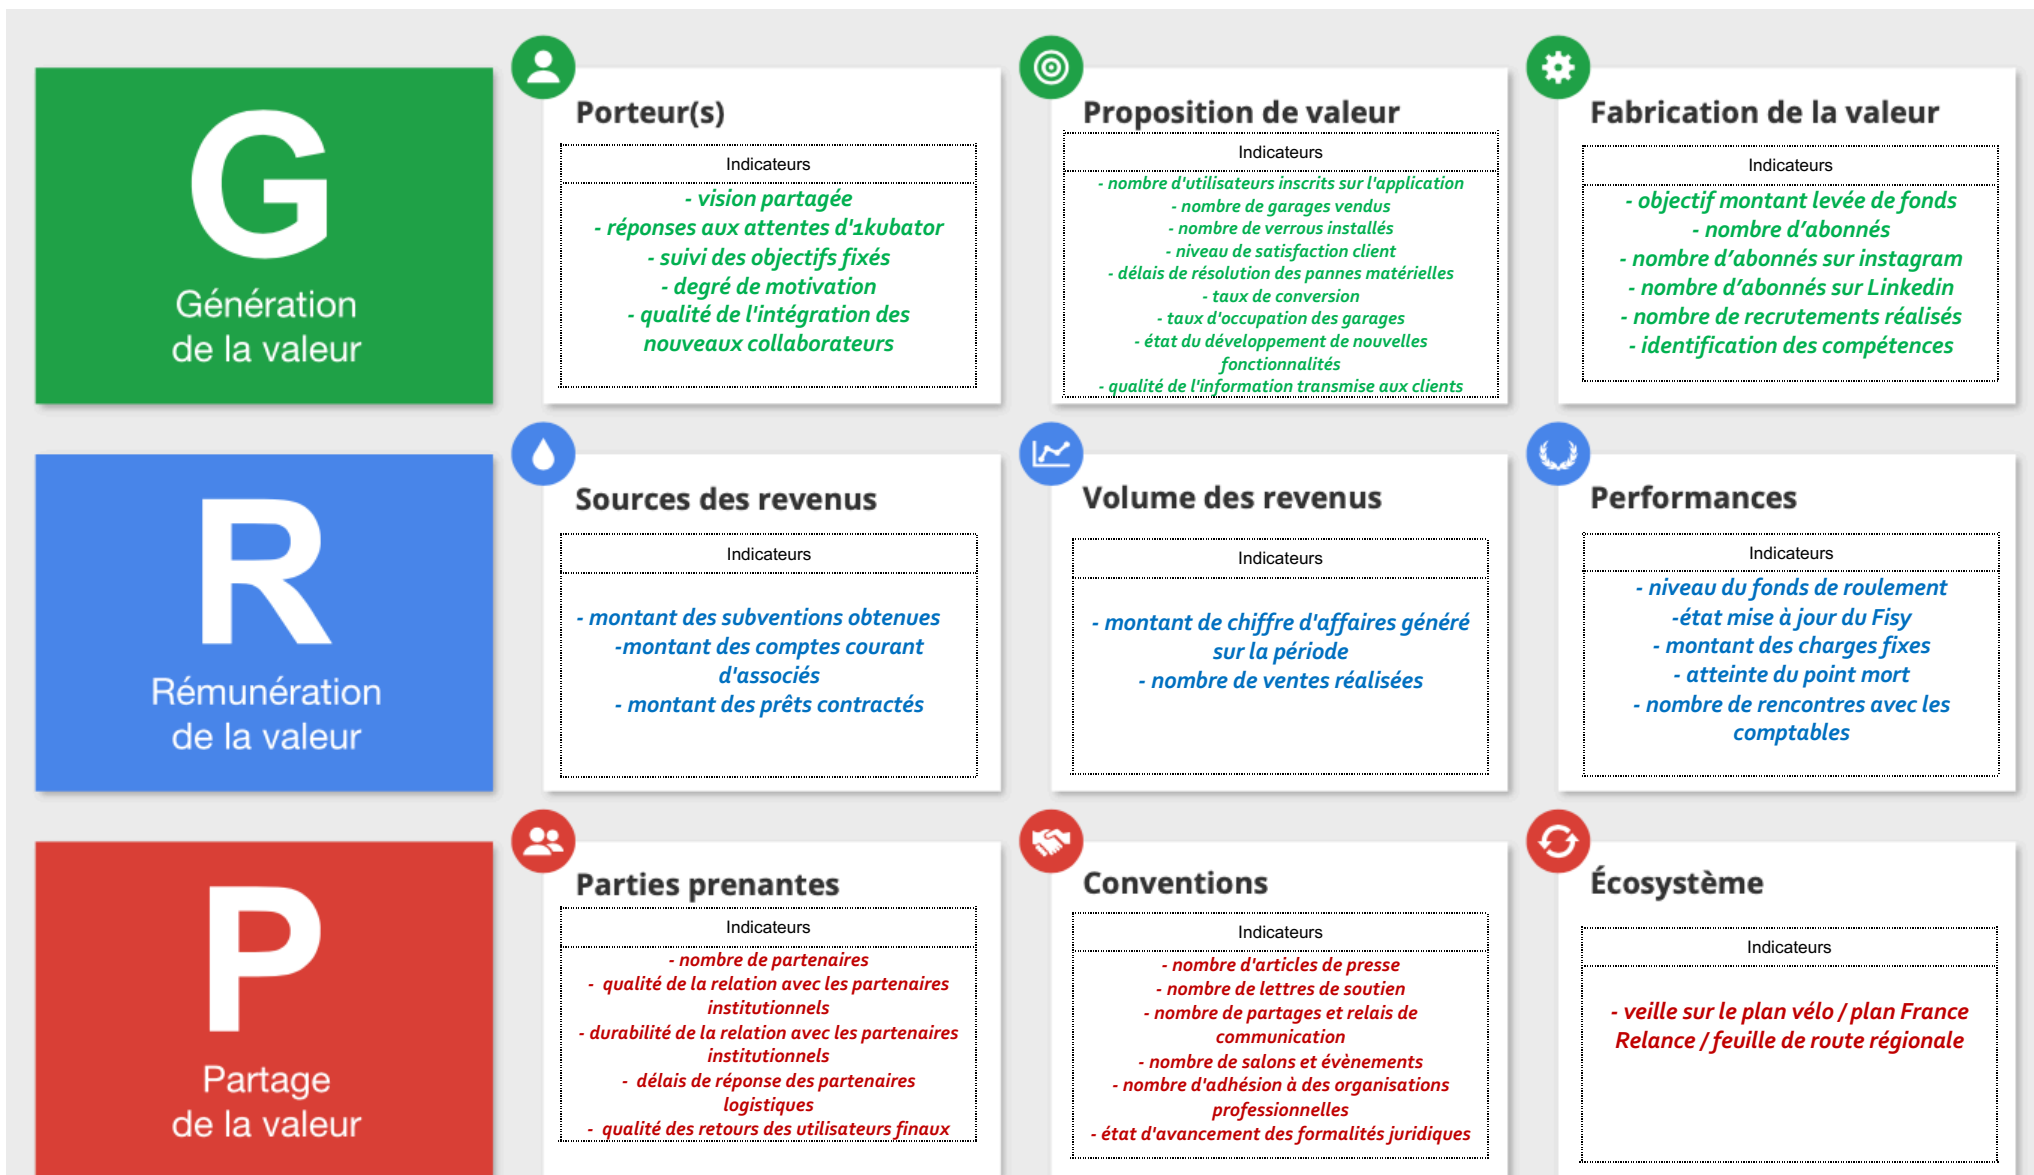 G
Génération
de la valeur
Porteur(s)
Indicateurs
- vision partagée
- réponses aux attentes d'1kubator
- suivi des objectifs fixés
- degré de motivation
- qualité de l'intégration des
nouveaux collaborateurs
Proposition de valeur
Indicateurs
- nombre d'utilisateurs inscrits sur l'application
- nombre de garages vendus
- nombre de verrous installés
- niveau de satisfaction client
- délais de résolution des pannes matérielles
- taux de conversion
- taux d'occupation des garages
- état du développement de nouvelles
fonctionnalités
- qualité de l'information transmise aux clients
Fabrication de la valeur
Indicateurs
- objectif montant levée de fonds
- nombre d’abonnés
- nombre d’abonnés sur instagram
- nombre d’abonnés sur Linkedin
- nombre de recrutements réalisés
- identification des compétences
R
Rémunération
de la valeur
Sources des revenus
Indicateurs
- montant des subventions obtenues
-montant des comptes courant
d'associés
- montant des prêts contractés
Volume des revenus
Indicateurs
- montant de chiffre d'affaires généré
sur la période
- nombre de ventes réalisées
Performances
Indicateurs
- niveau du fonds de roulement
-état mise à jour du Fisy
- montant des charges fixes
- atteinte du point mort
- nombre de rencontres avec les
comptables
P
Partage
de la valeur
Parties prenantes
Indicateurs
- nombre de partenaires
- qualité de la relation avec les partenaires
institutionnels
- durabilité de la relation avec les partenaires
institutionnels
- délais de réponse des partenaires
logistiques
- qualité des retours des utilisateurs finaux
Conventions
Indicateurs
- nombre d'articles de presse
- nombre de lettres de soutien
- nombre de partages et relais de
communication
- nombre de salons et évènements
- nombre d'adhésion à des organisations
professionnelles
- état d'avancement des formalités juridiques
Écosystème
Indicateurs
- veille sur le plan vélo / plan France
Relance / feuille de route régionale